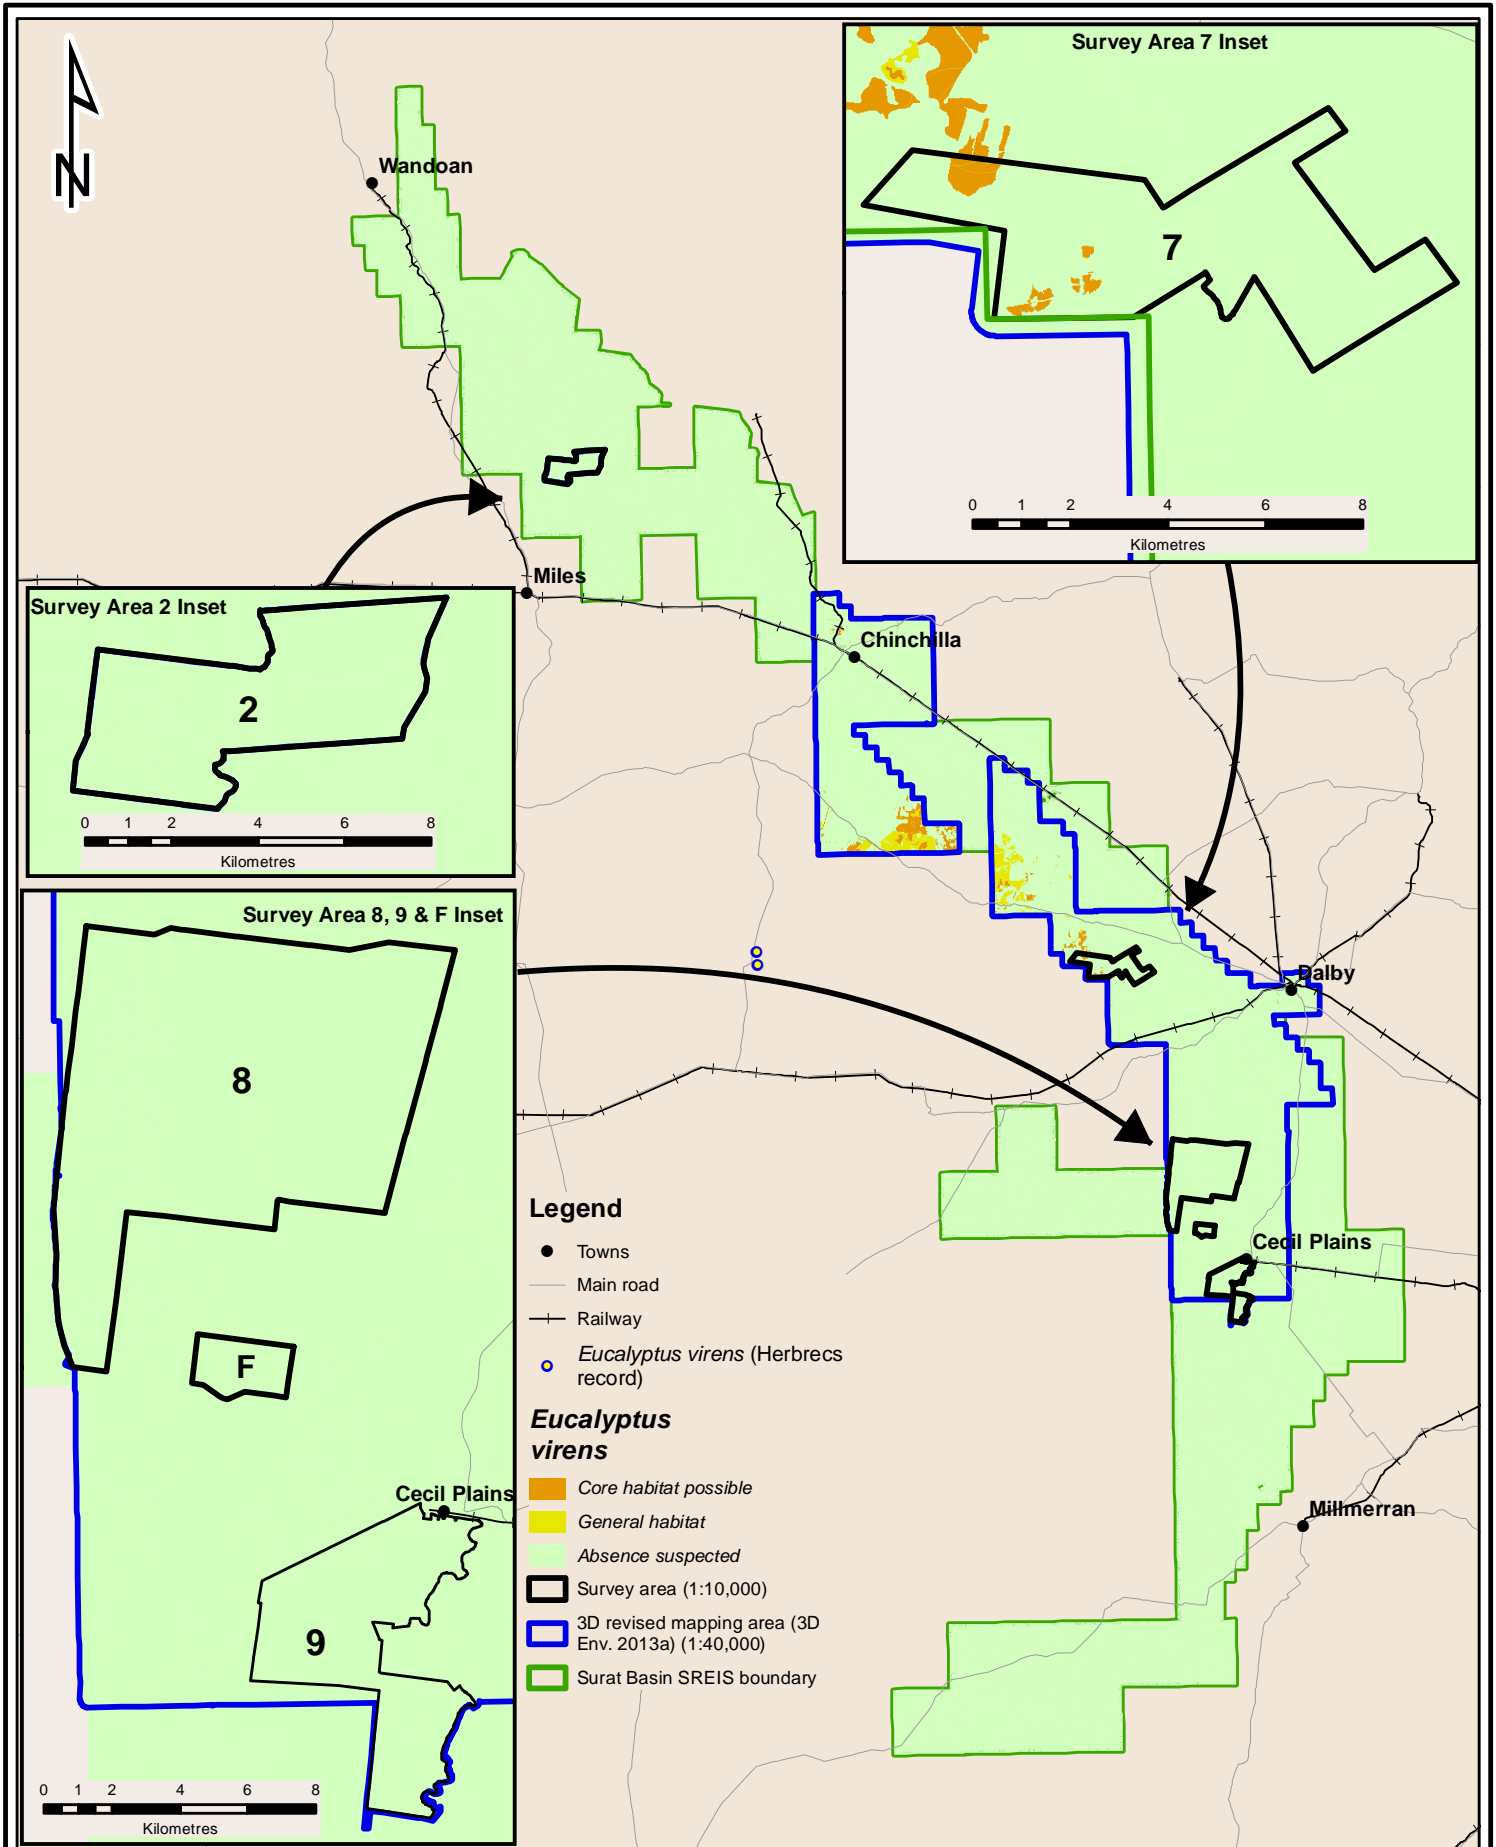 Survey Area 7 Inset
N
Wandoan
7
0 1 2 4 6 8
Kilometres
Miles
Survey Area 2 Inset
2
0 1 2 4 6 8
Kilometres
Chinchilla
Survey Area 8, 9 & F Inset
8
F
Cecil Plains
9
0 1 2 4 6 8
Kilometres
Dalby
Cecil Plains
Millmerran
Legend
Towns
Main road
Railway
Eucalyptus virens (Herbrecs
record)
Eucalyptus
virens
Core habitat possible
General habitat
Absence suspected
Survey area (1:10,000)
3D revised mapping area (3D
Env. 2013a) (1:40,000)
Surat Basin SREIS boundary